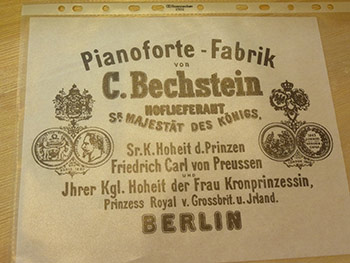 Pianoforte-Fabrik
VON
C. Bechstein
HOFLIEFERANT
SR. MAJESTÄT DES KÖNIGS,
Sr. K. Hoheit d. Prinzen
Friedrich Carl von Preussen
UND
Jhrer Kgl. Hoheit der Frau Kronprinzessin,
Prinzess Royal v. Grossbrit. u. Jrland.
BERLIN